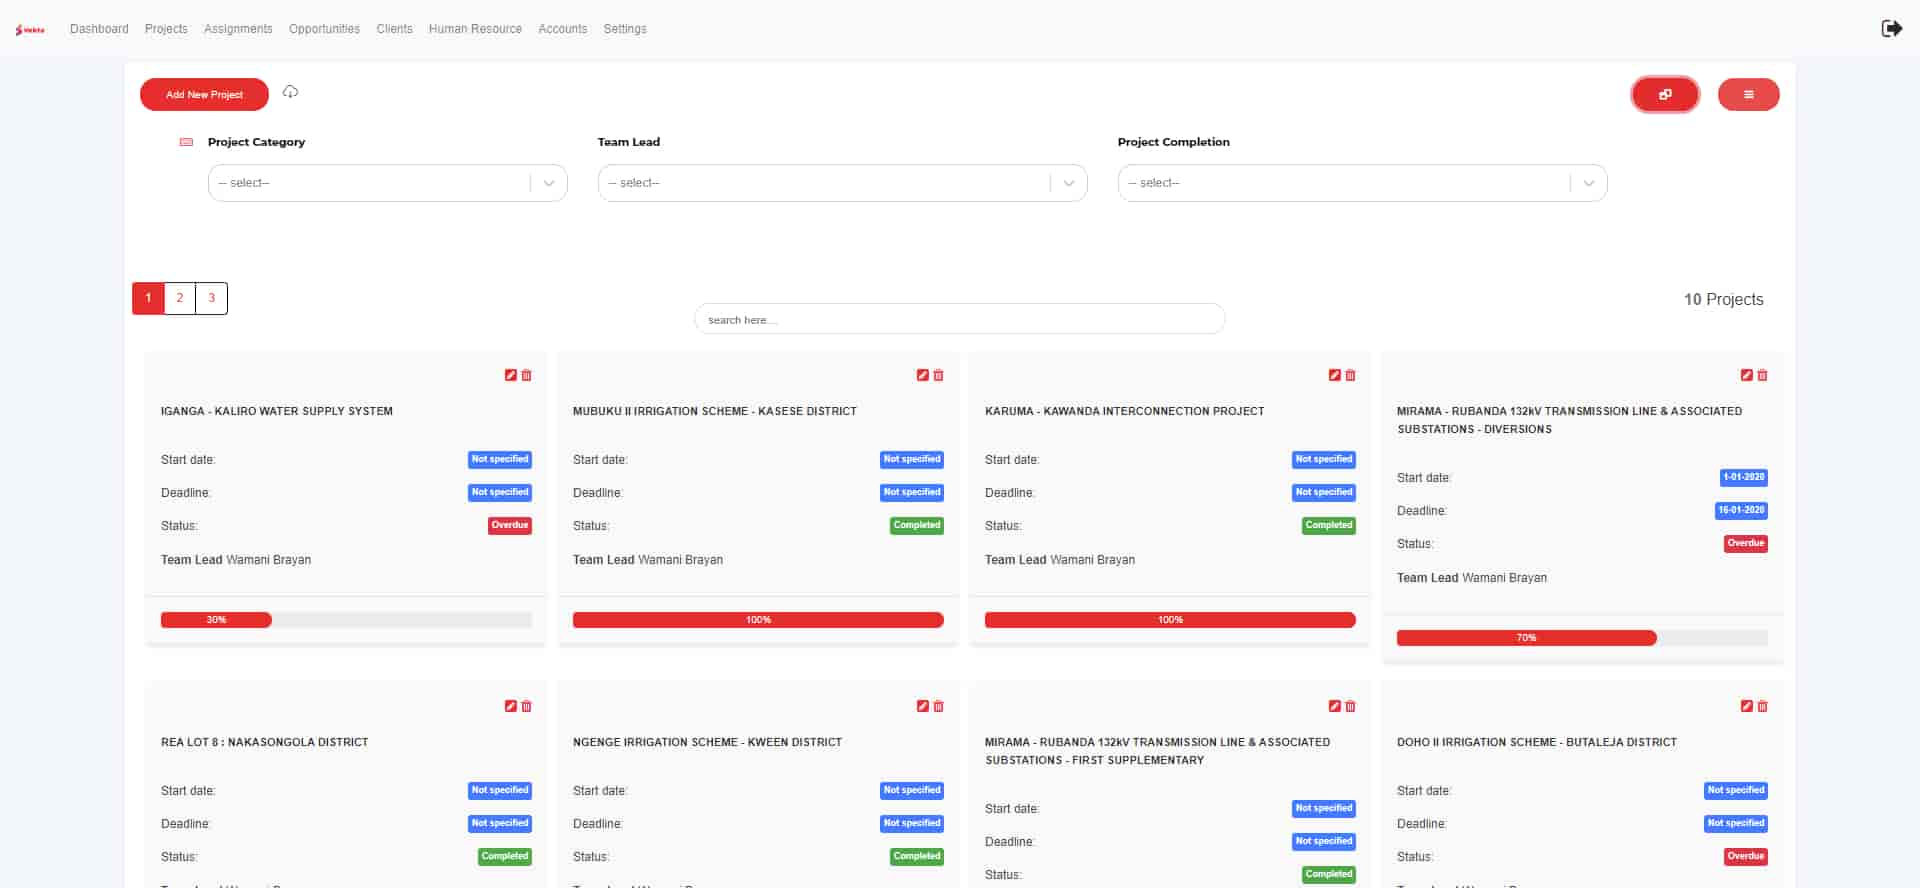 Vekta
Dashboard Projects Assignments Opportunities Clients Human Resource Accounts Settings
Add New Project
Project Category Team Lead Project Completion
-- select-- -- select-- -- select--
1 2 3
10 Projects
search here....
IGANGA - KALIRO WATER SUPPLY SYSTEM
Start date: Not specified
Deadline: Not specified
Status: Overdue
Team Lead Wamani Brayan
30%
MUBUKU II IRRIGATION SCHEME - KASESE DISTRICT
Start date: Not specified
Deadline: Not specified
Status: Completed
Team Lead Wamani Brayan
100%
KARUMA - KAWANDA INTERCONNECTION PROJECT
Start date: Not specified
Deadline: Not specified
Status: Completed
Team Lead Wamani Brayan
100%
MIRAMA - RUBANDA 132kV TRANSMISSION LINE & ASSOCIATED
SUBSTATIONS - DIVERSIONS
Start date: 1-01-2020
Deadline: 16-01-2020
Status: Overdue
Team Lead Wamani Brayan
70%
REA LOT 8 : NAKASONGOLA DISTRICT
Start date: Not specified
Deadline: Not specified
Status: Completed
NGENGE IRRIGATION SCHEME - KWEEN DISTRICT
Start date: Not specified
Deadline: Not specified
Status: Completed
MIRAMA - RUBANDA 132kV TRANSMISSION LINE & ASSOCIATED
SUBSTATIONS - FIRST SUPPLEMENTARY
Start date: Not specified
Deadline: Not specified
Status: Completed
DOHO II IRRIGATION SCHEME - BUTALEJA DISTRICT
Start date: Not specified
Deadline: Not specified
Status: Overdue